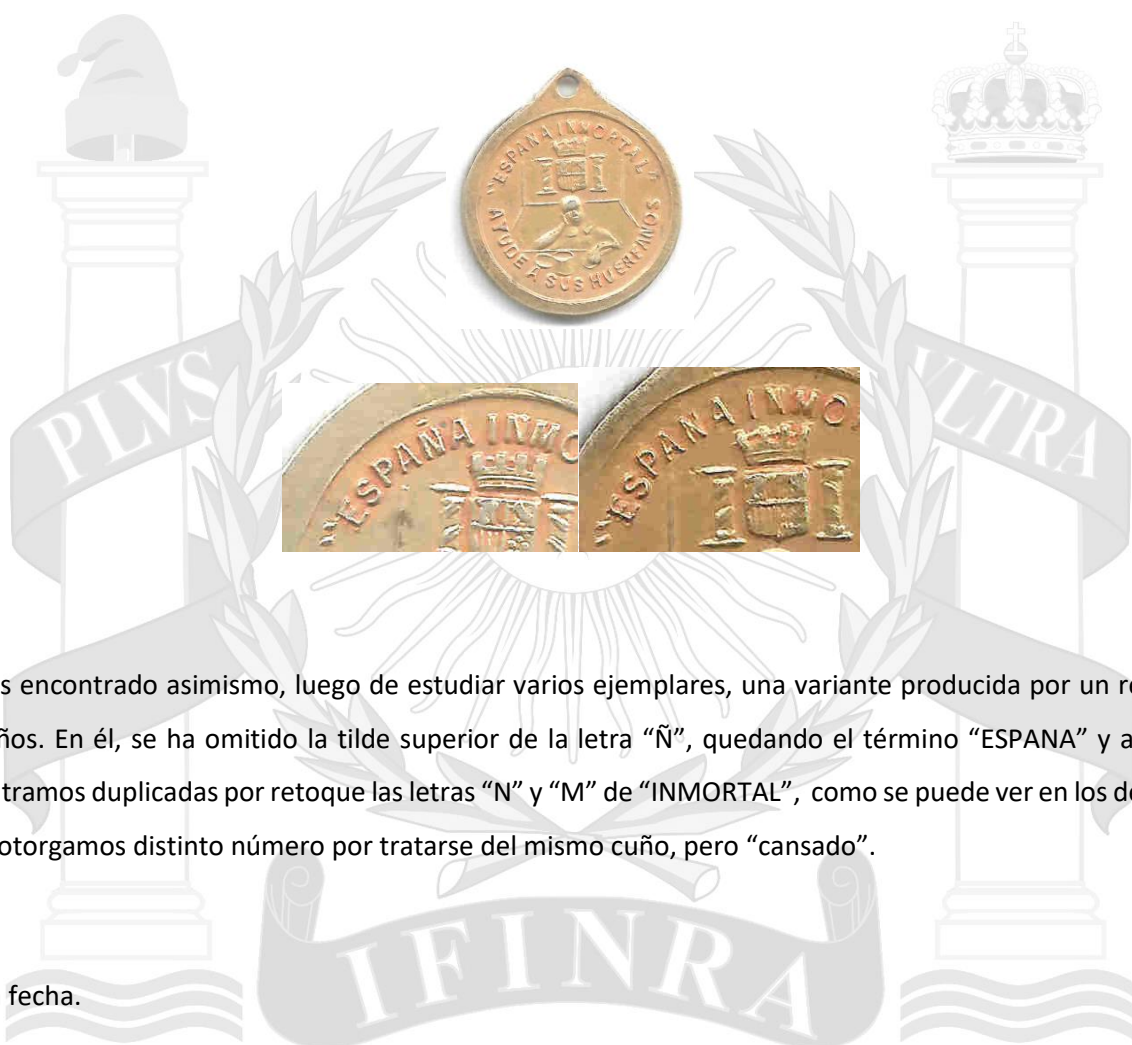 "ESPANA INMORTAL"
AYUDE A SUS HUERFANOS
"ESPAÑA INMO
"ESPANA INMO
PLVS
VLTRA
s encontrado asimismo, luego de estudiar varios ejemplares, una variante producida por un re
ños. En él, se ha omitido la tilde superior de la letra “Ñ”, quedando el término “ESPANA” y a
tramos duplicadas por retoque las letras “N” y “M” de “INMORTAL”, como se puede ver en los de
otorgamos distinto número por tratarse del mismo cuño, pero “cansado”.
IFINRA
fecha.